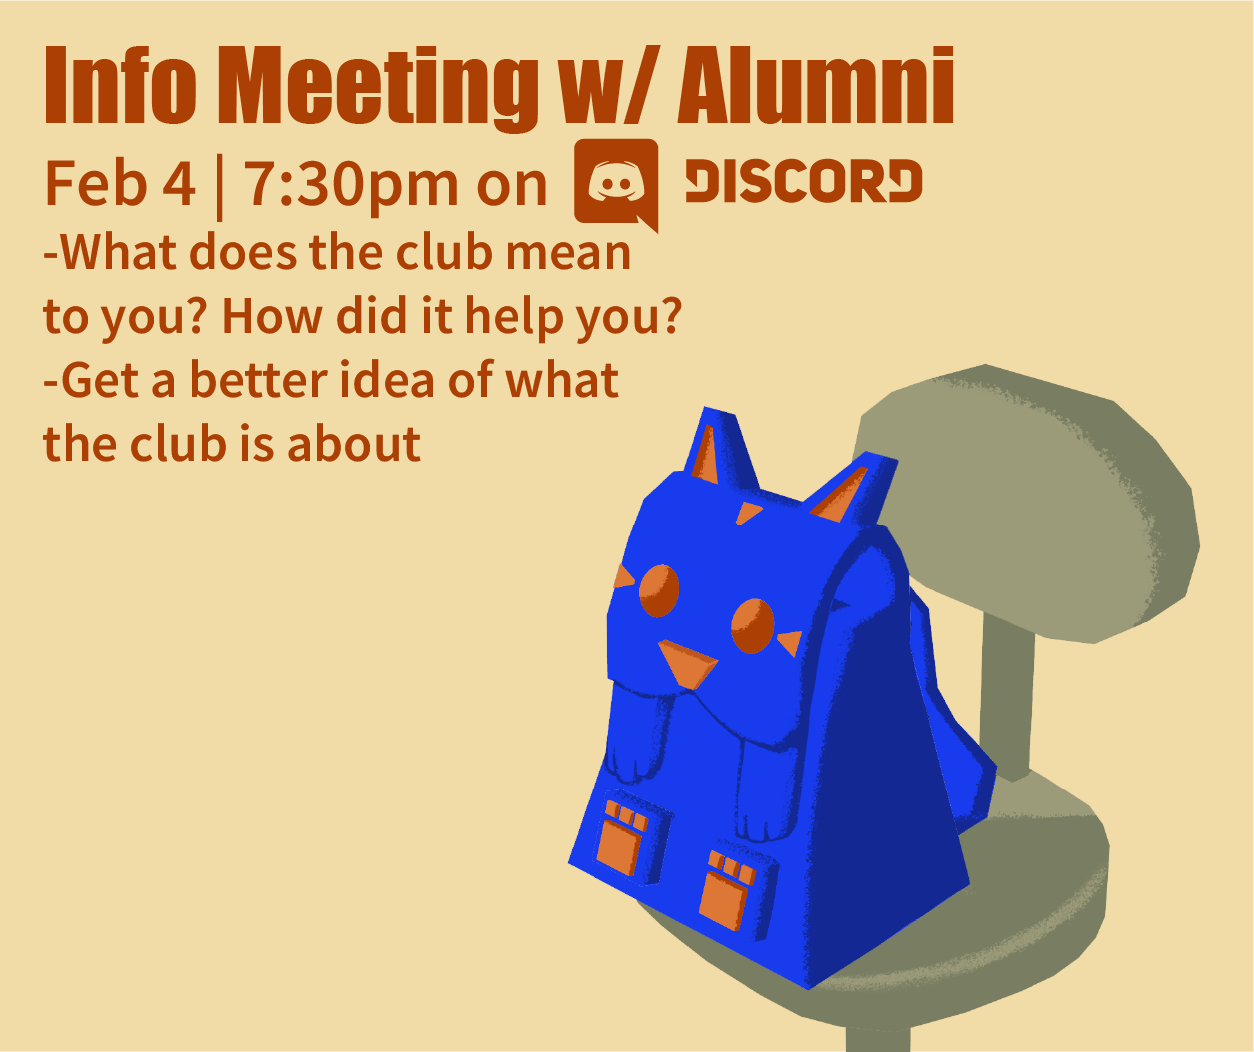 Info Meeting w/ Alumni
Feb 4 | 7:30pm on DISCORD
-What does the club mean
to you? How did it help you?
-Get a better idea of what
the club is about